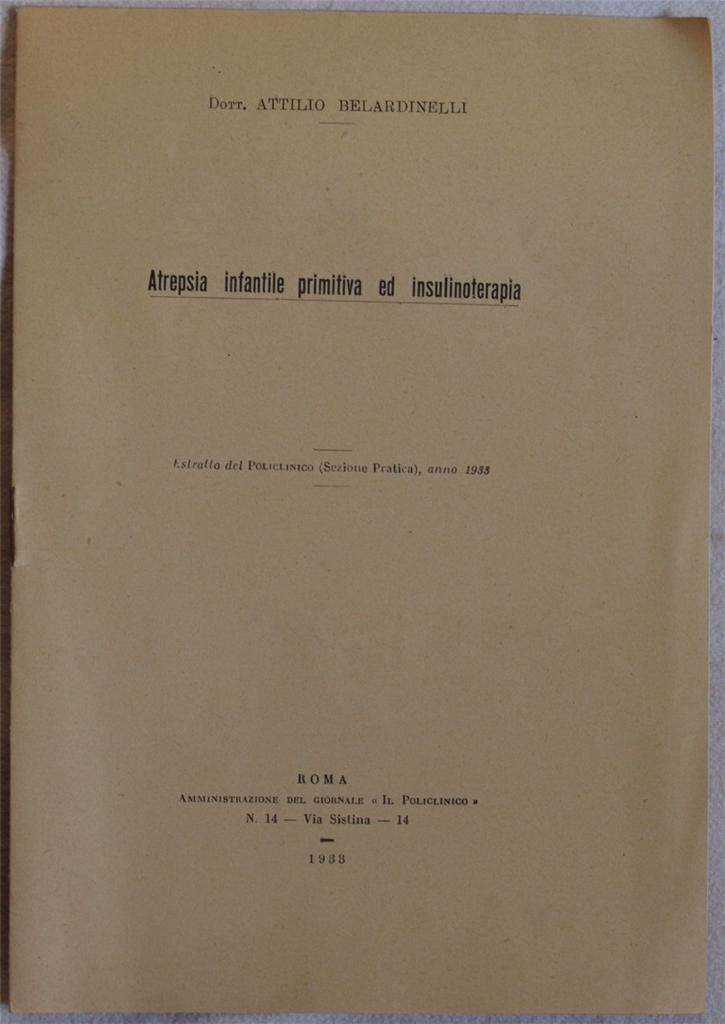 Dott. ATTILIO BELARDINELLI
Atrepsia infantile primitiva ed insulinoterapia
Estratto del POLICLINICO (Sezione Pratica), anno 1933
ROMA
AMMINISTRAZIONE DEL GIORNALE « IL POLICLINICO »
N. 14 — Via Sistina — 14
1933